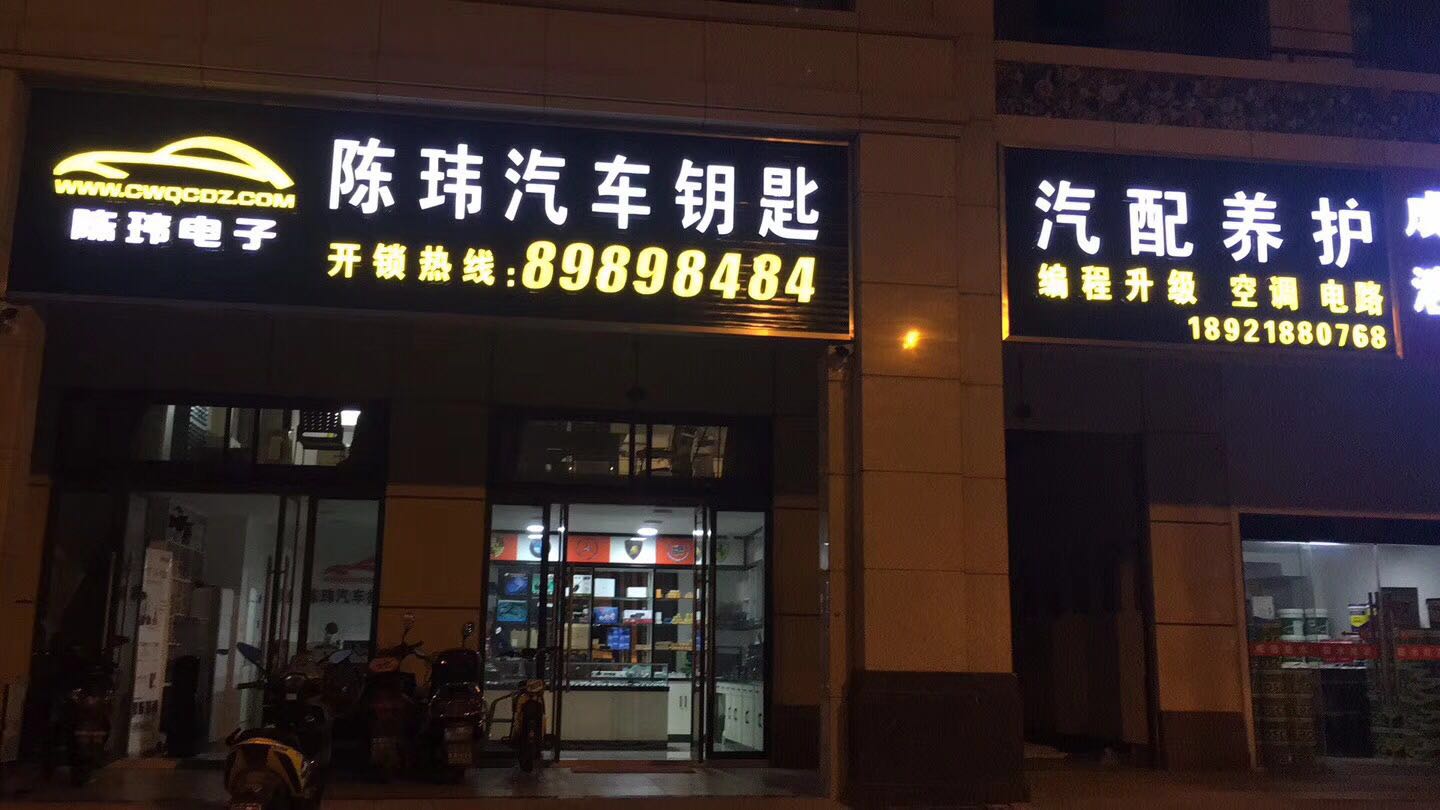 WWW.CWQCDZ.COM
陈玮电子
陈玮汽车钥匙
开锁热线:89898484
汽配养护
编程升级 空调 电路
18921880768